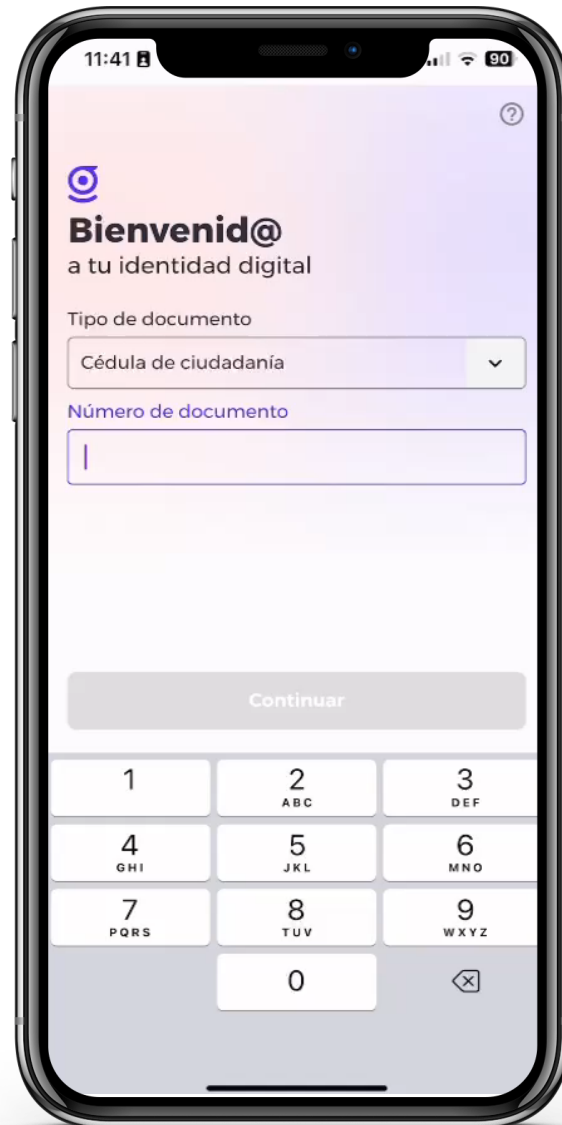 11:41
90
Bienvenid@
a tu identidad digital
Tipo de documento
Cédula de ciudadanía
Número de documento
Continuar
1
2
ABC
3
DEF
4
GHI
5
JKL
6
MNO
7
PQRS
8
TUV
9
WXYZ
0